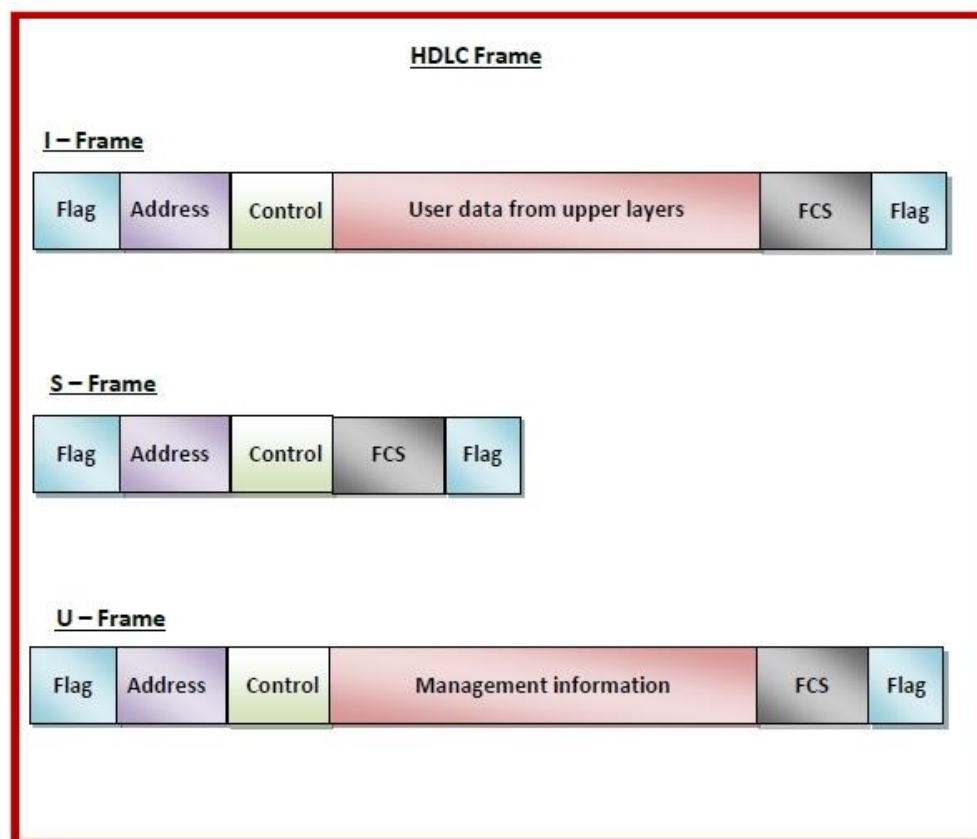 HDLC Frame
I – Frame
Flag Address Control User data from upper layers FCS Flag
S – Frame
Flag Address Control FCS Flag
U – Frame
Flag Address Control Management information FCS Flag